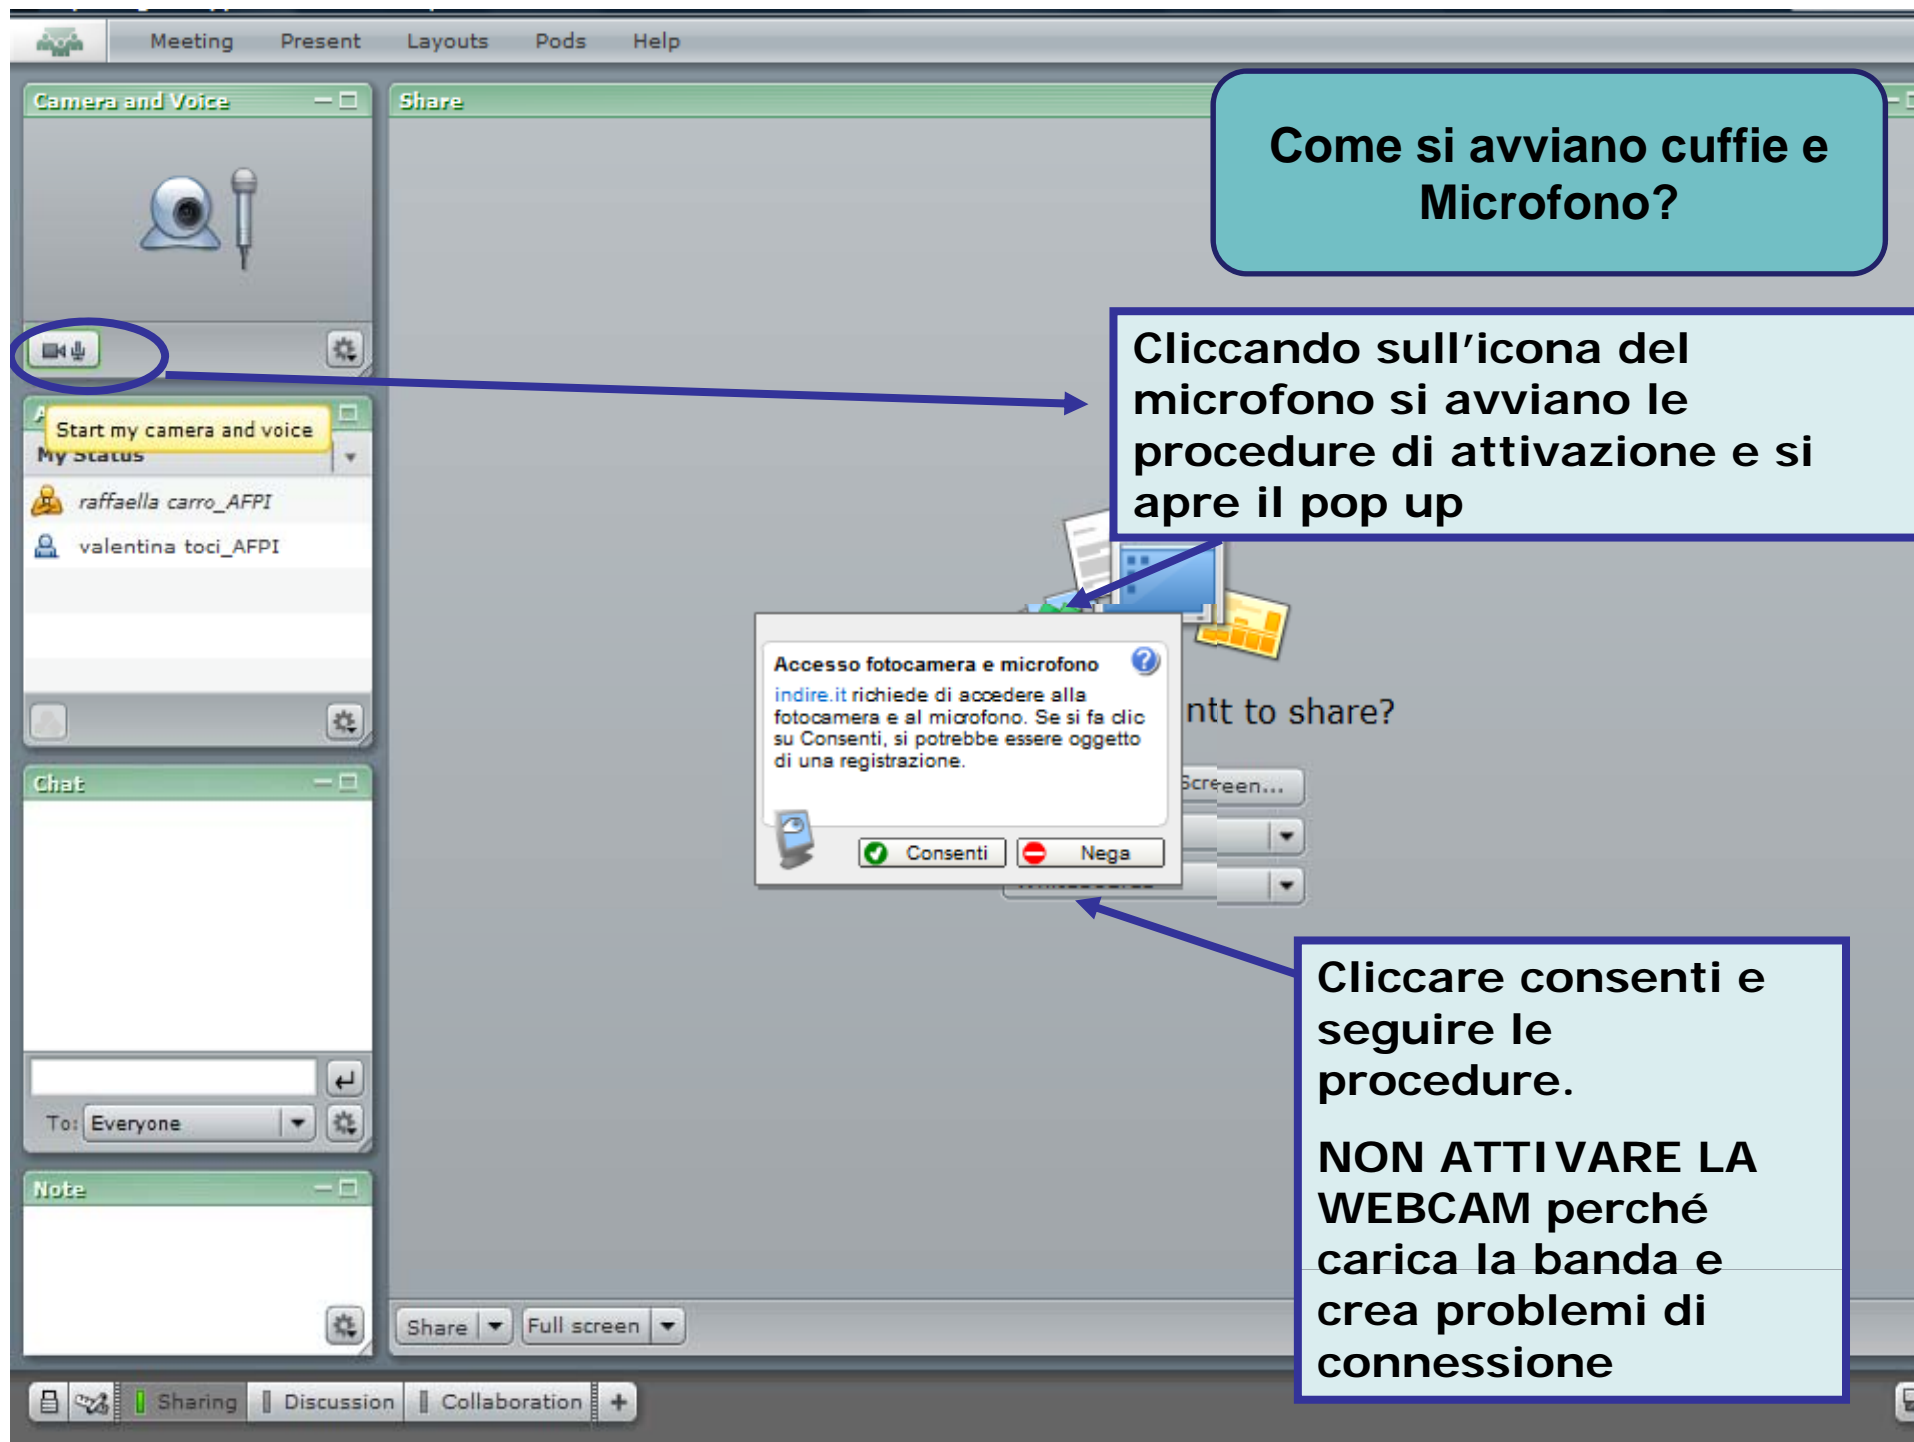 Meeting Present Layouts Pods Help
Camera and Voice
Share
Come si avviano cuffie e
Microfono?
Cliccando sull'icona del
microfono si avviano le
procedure di attivazione e si
apre il pop up
Start my camera and voice
My Status
raffaella carro_AFPI
valentina toci_AFPI
Accesso fotocamera e microfono
indire.it richiede di accedere alla
fotocamera e al microfono. Se si fa clic
su Consenti, si potrebbe essere oggetto
di una registrazione.
Consenti
Nega
ntt to share?
Screen...
Chat
To: Everyone
Cliccare consenti e
seguire le
procedure.
NON ATTIVARE LA
WEBCAM perché
carica la banda e
crea problemi di
connessione
Note
Share
Full screen
Sharing
Discussion
Collaboration
+